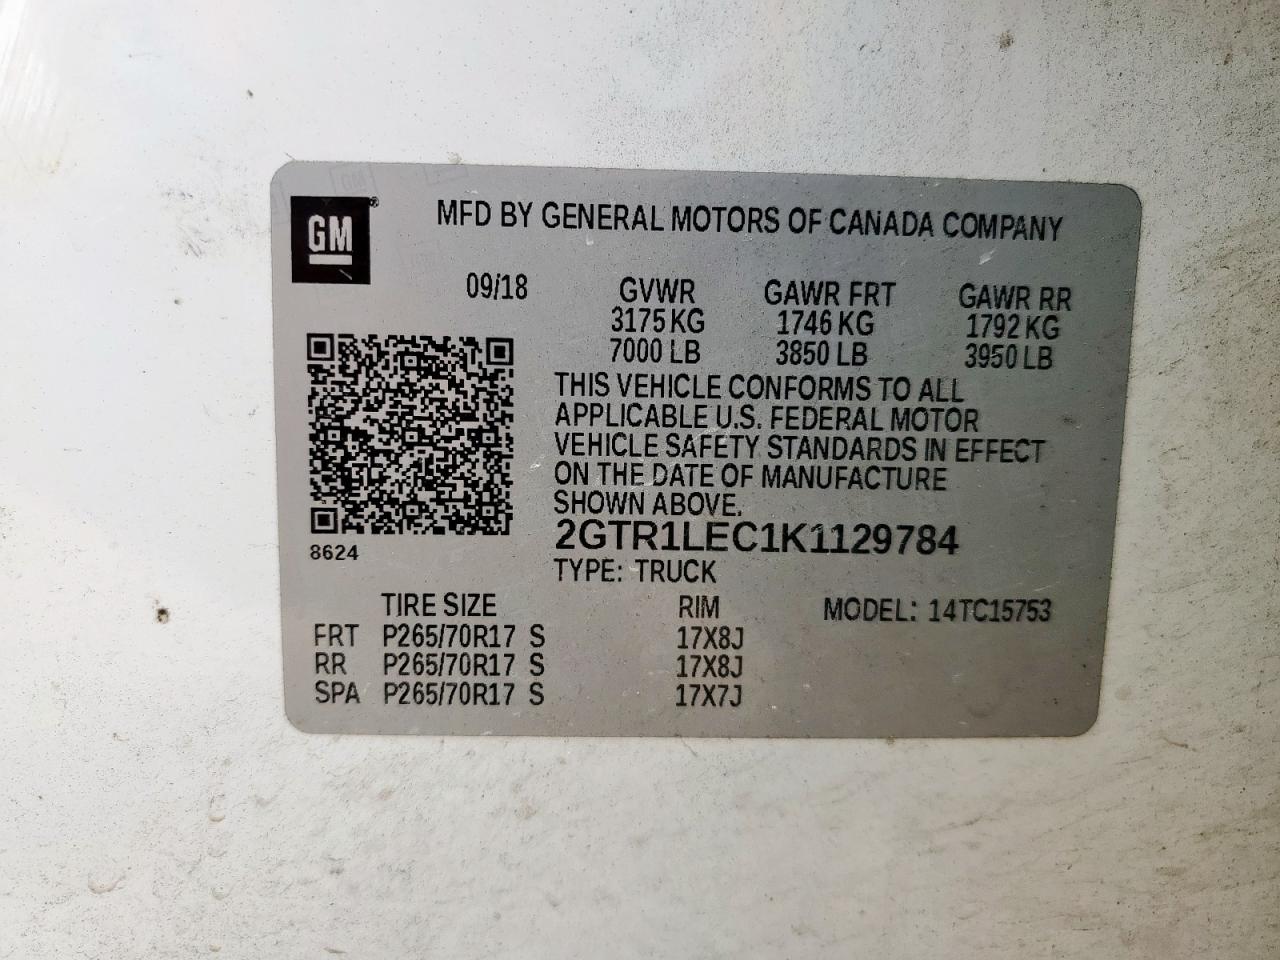 GM®
MFD BY GENERAL MOTORS OF CANADA COMPANY
09/18 GVWR GAWR FRT GAWR RR
3175 KG 1746 KG 1792 KG
7000 LB 3850 LB 3950 LB
THIS VEHICLE CONFORMS TO ALL
APPLICABLE U.S. FEDERAL MOTOR
VEHICLE SAFETY STANDARDS IN EFFECT
ON THE DATE OF MANUFACTURE
SHOWN ABOVE.
2GTR1LEC1K1129784
8624
TYPE: TRUCK
TIRE SIZE RIM MODEL: 14TC15753
FRT P265/70R17 S 17X8J
RR P265/70R17 S 17X8J
SPA P265/70R17 S 17X7J